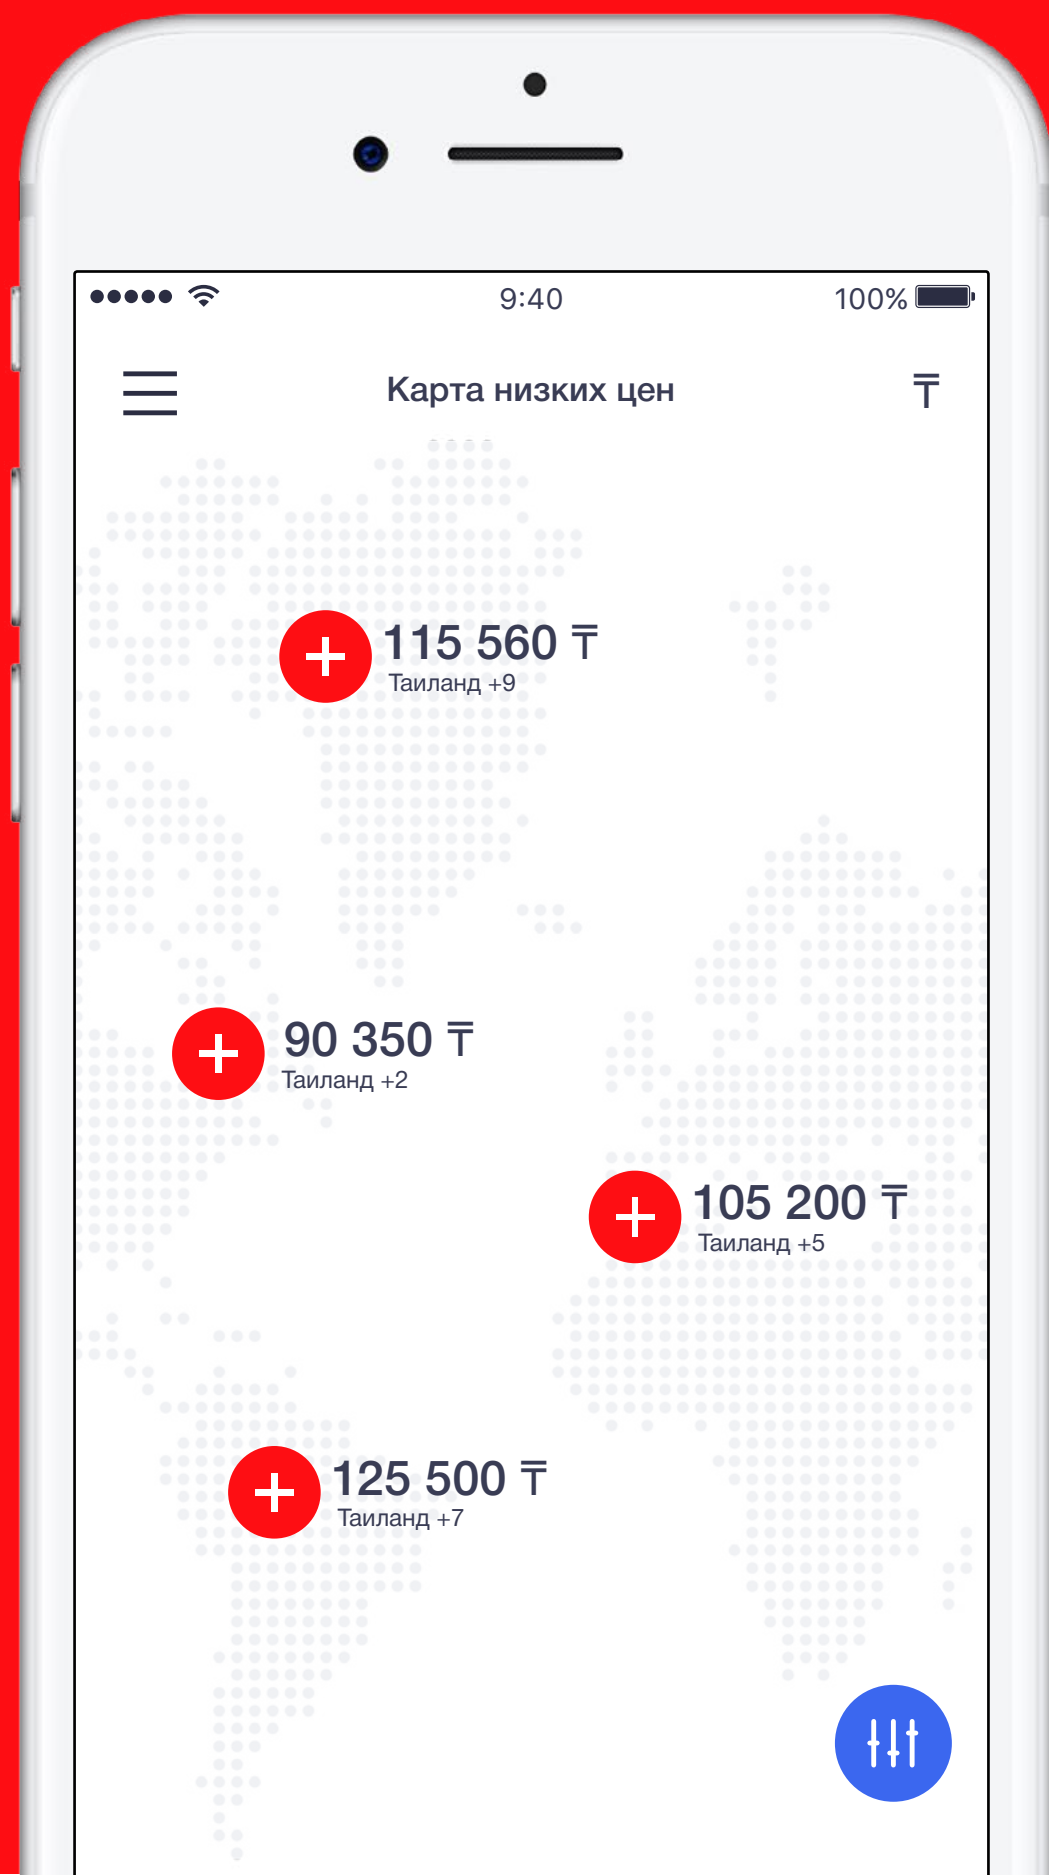 9:40
100%
Карта низких цен
₸
115 560 ₸
Таиланд +9
90 350 ₸
Таиланд +2
105 200 ₸
Таиланд +5
125 500 ₸
Таиланд +7